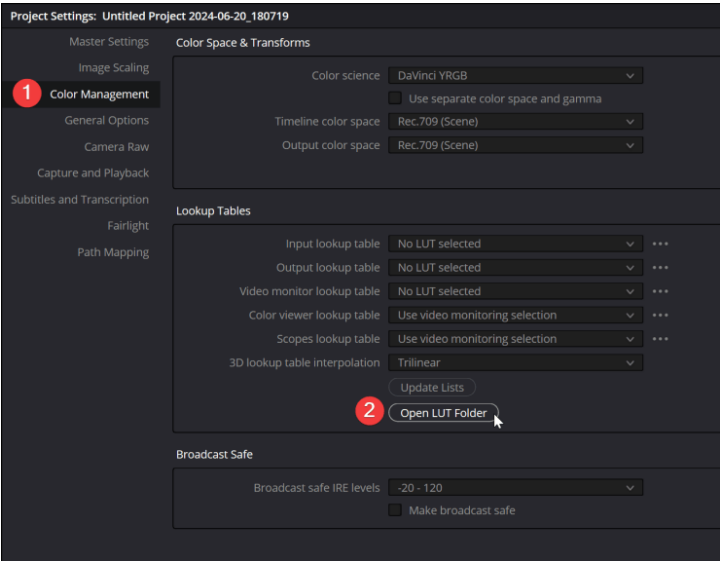 Project Settings: Untitled Project 2024-06-20_180719
Master Settings
Image Scaling
1 Color Management
General Options
Camera Raw
Capture and Playback
Subtitles and Transcription
Fairlight
Path Mapping
Color Space & Transforms
Color science DaVinci YRGB
Use separate color space and gamma
Timeline color space Rec.709 (Scene)
Output color space Rec.709 (Scene)
Lookup Tables
Input lookup table No LUT selected
Output lookup table No LUT selected
Video monitor lookup table No LUT selected
Color viewer lookup table Use video monitoring selection
Scopes lookup table Use video monitoring selection
3D lookup table interpolation Trilinear
Update Lists
2 Open LUT Folder
Broadcast Safe
Broadcast safe IRE levels -20 - 120
Make broadcast safe